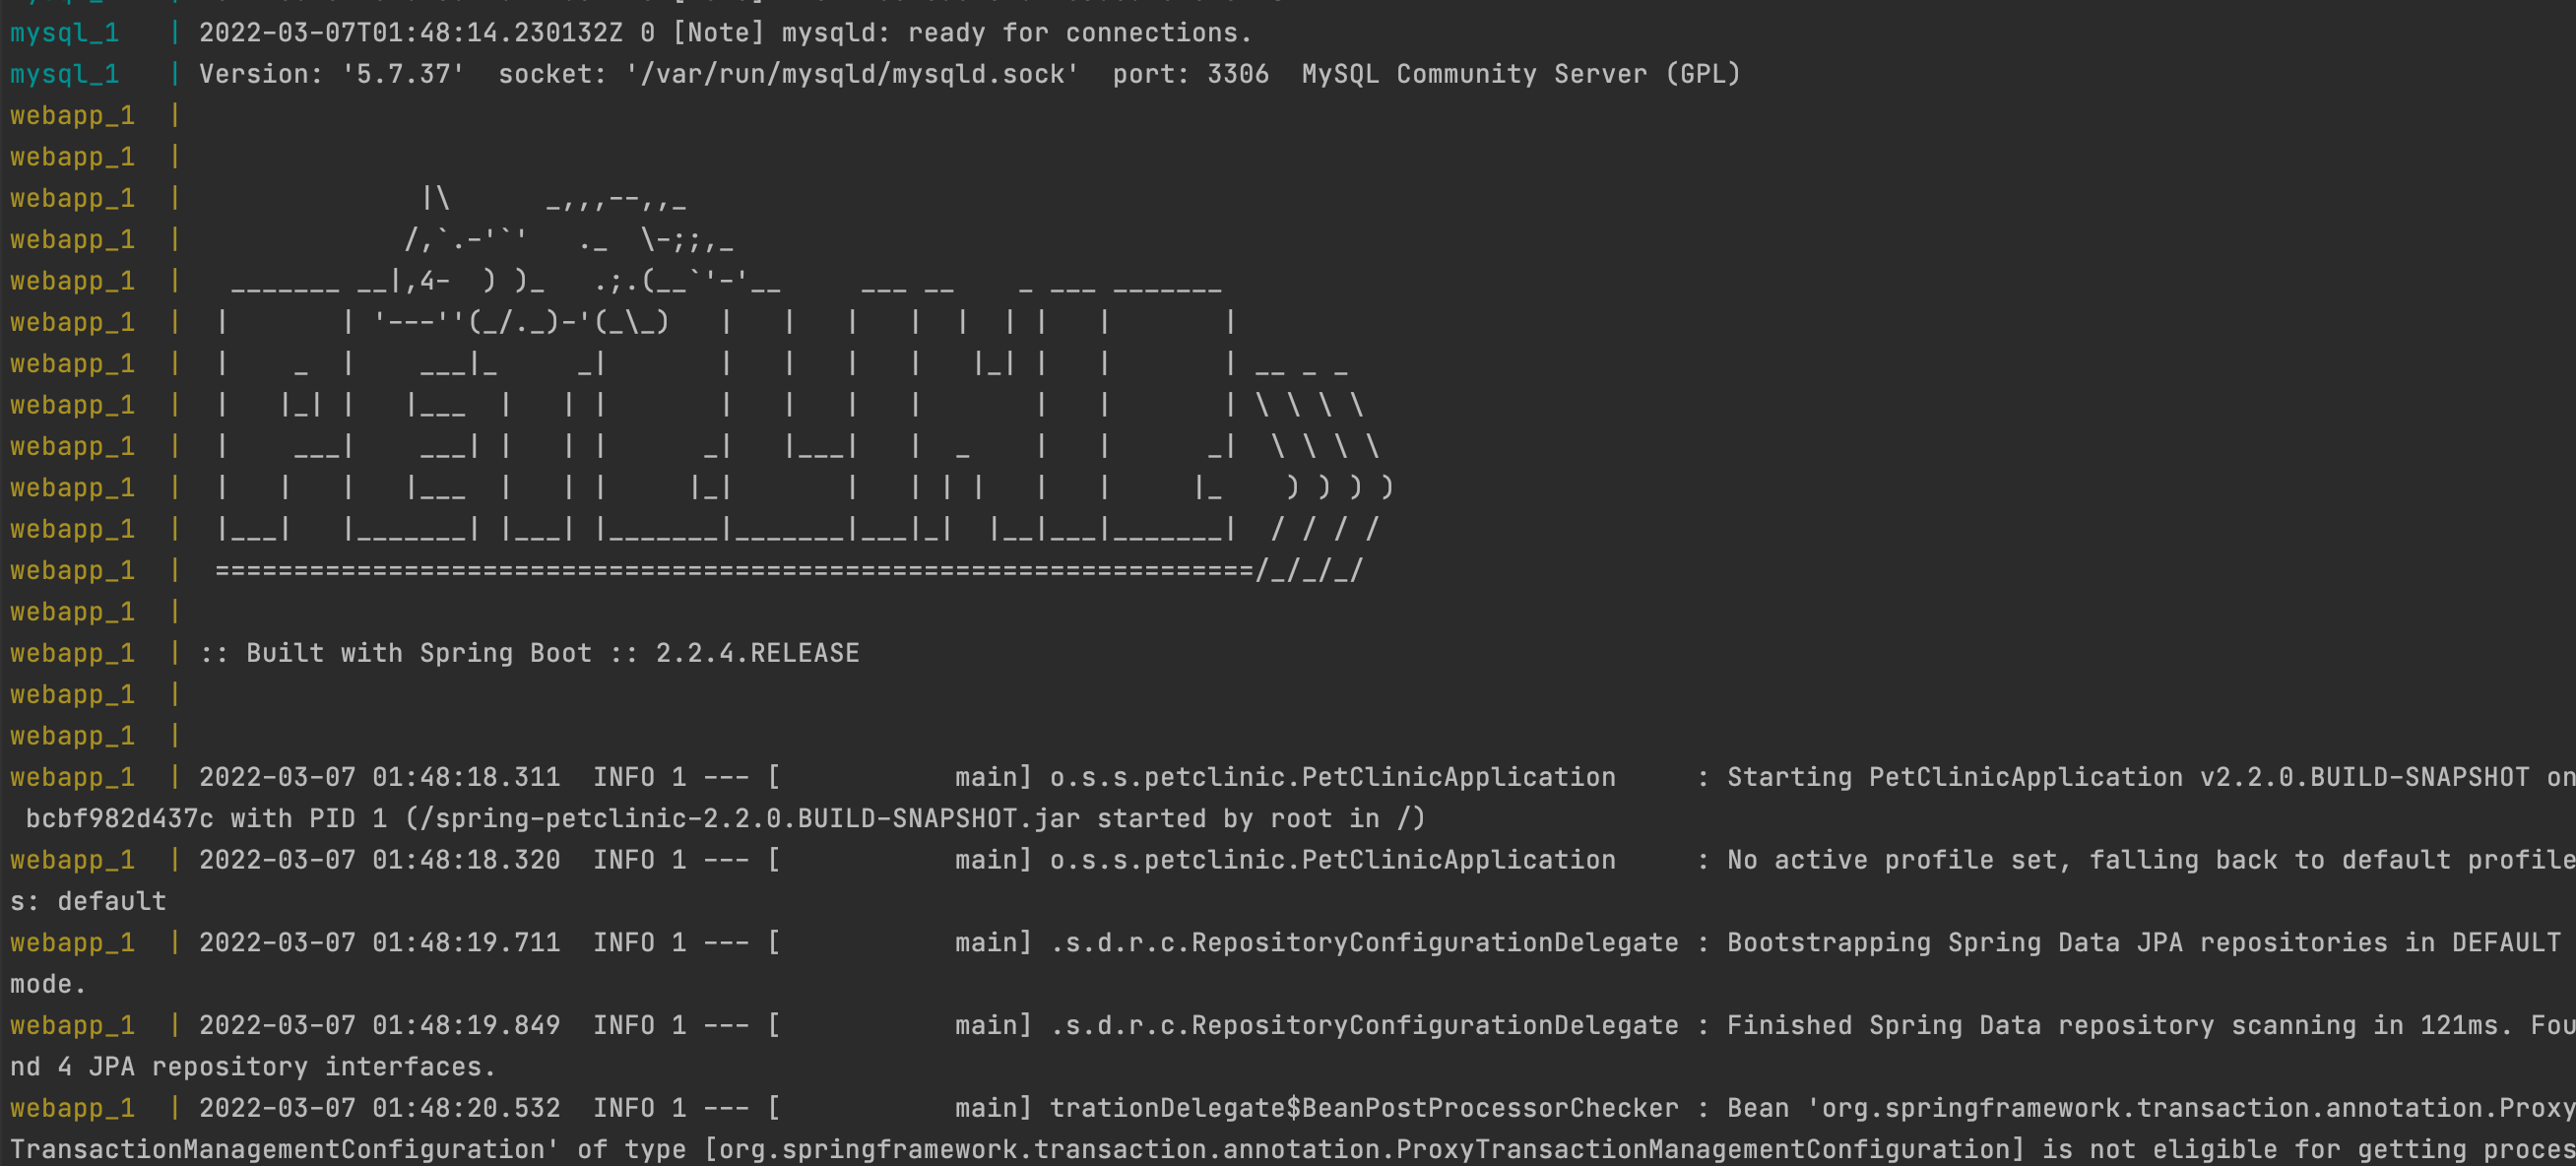 mysql_1   | 2022-03-07T01:48:14.230132Z 0 [Note] mysqld: ready for connections.
mysql_1   | Version: '5.7.37'  socket: '/var/run/mysqld/mysqld.sock'  port: 3306  MySQL Community Server (GPL)
webapp_1  |
webapp_1  |
webapp_1  |               |\      _,,,--,,_
webapp_1  |              /,`.-'`'   ._  \-;;,_
webapp_1  |   _______ __|,4-  ) )_   .;.(__`'-'__     ___ __    _ ___ _______
webapp_1  |  |       | '---''(_/._)-'(_\_)   |   |   |   |  |  | |   |       |
webapp_1  |  |    _  |    ___|_     _|       |   |   |   |   |_| |   |       | __ _ _
webapp_1  |  |   |_| |   |___  |   | |       |   |   |   |       |   |       | \ \ \ \
webapp_1  |  |    ___|    ___| |   | |      _|   |___|   |  _    |   |      _|  \ \ \ \
webapp_1  |  |   |   |   |___  |   | |     |_|       |   | | |   |   |     |_    ) ) ) )
webapp_1  |  |___|   |_______| |___| |_______|_______|___|_|  |__|___|_______|  / / / /
webapp_1  |  ==================================================================/_/_/_/
webapp_1  |
webapp_1  | :: Built with Spring Boot :: 2.2.4.RELEASE
webapp_1  |
webapp_1  |
webapp_1  | 2022-03-07 01:48:18.311  INFO 1 --- [           main] o.s.s.petclinic.PetClinicApplication     : Starting PetClinicApplication v2.2.0.BUILD-SNAPSHOT on
 bcbf982d437c with PID 1 (/spring-petclinic-2.2.0.BUILD-SNAPSHOT.jar started by root in /)
webapp_1  | 2022-03-07 01:48:18.320  INFO 1 --- [           main] o.s.s.petclinic.PetClinicApplication     : No active profile set, falling back to default profile
s: default
webapp_1  | 2022-03-07 01:48:19.711  INFO 1 --- [           main] .s.d.r.c.RepositoryConfigurationDelegate : Bootstrapping Spring Data JPA repositories in DEFAULT
mode.
webapp_1  | 2022-03-07 01:48:19.849  INFO 1 --- [           main] .s.d.r.c.RepositoryConfigurationDelegate : Finished Spring Data repository scanning in 121ms. Fou
nd 4 JPA repository interfaces.
webapp_1  | 2022-03-07 01:48:20.532  INFO 1 --- [           main] trationDelegate$BeanPostProcessorChecker : Bean 'org.springframework.transaction.annotation.Proxy
TransactionManagementConfiguration' of type [org.springframework.transaction.annotation.ProxyTransactionManagementConfiguration] is not eligible for getting proces